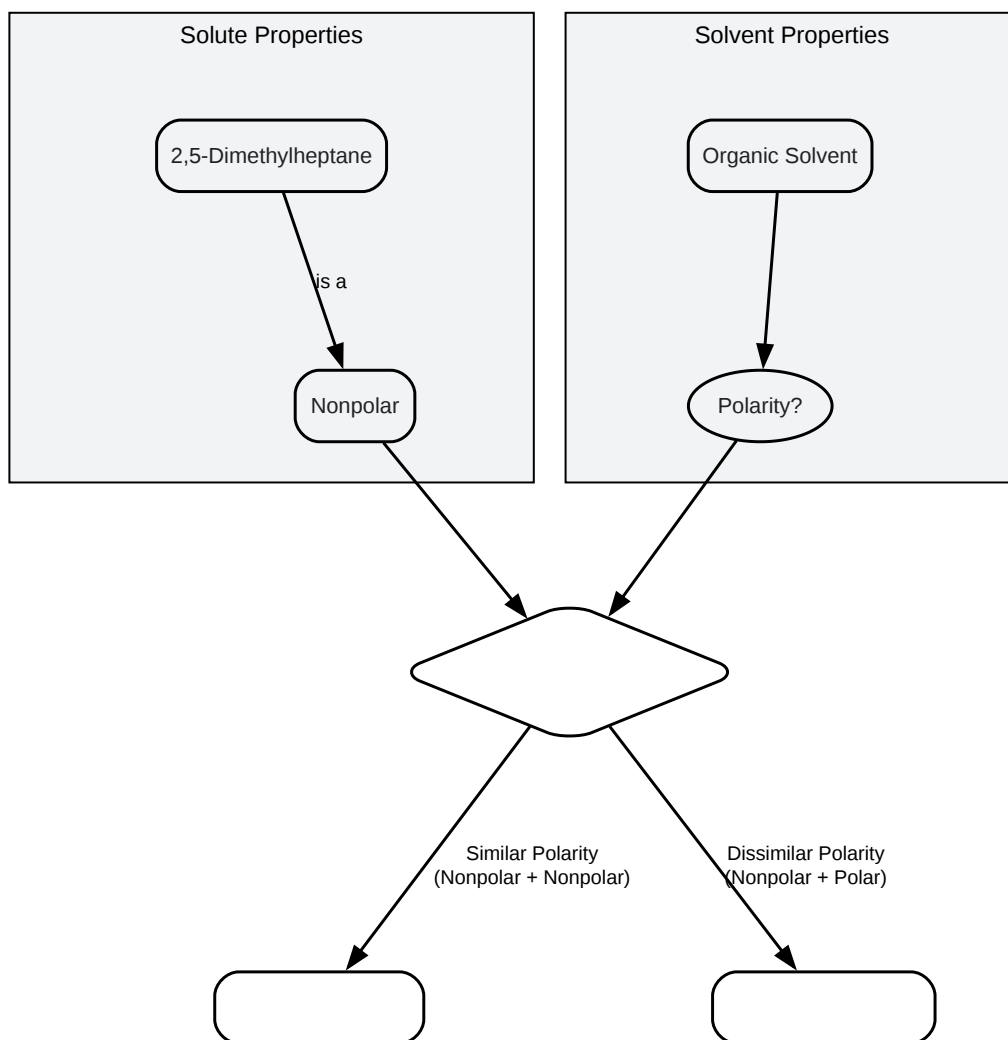 Solute Properties
Solvent Properties
2,5-Dimethylheptane
Organic Solvent
is a
Nonpolar
Polarity?
Similar Polarity
(Nonpolar + Nonpolar)
Dissimilar Polarity
(Nonpolar + Polar)